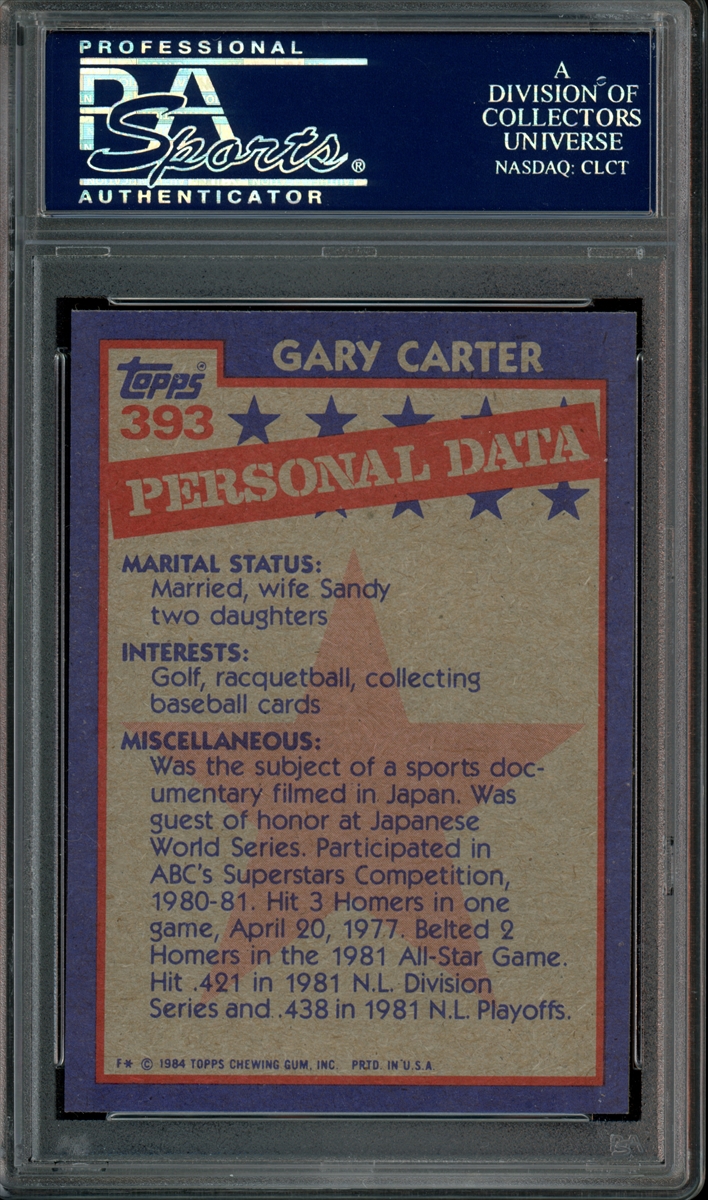 PROFESSIONAL
PSA
Sports®
AUTHENTICATOR
A
DIVISION OF
COLLECTORS
UNIVERSE
NASDAQ: CLCT
GARY CARTER
TOPPS®
393
PERSONAL DATA
MARITAL STATUS:
Married, wife Sandy
two daughters
INTERESTS:
Golf, racquetball, collecting
baseball cards
MISCELLANEOUS:
Was the subject of a sports doc-
umentary filmed in Japan. Was
guest of honor at Japanese
World Series. Participated in
ABC's Superstars Competition,
1980-81. Hit 3 Homers in one
game, April 20, 1977. Belted 2
Homers in the 1981 All-Star Game.
Hit .421 in 1981 N.L. Division
Series and .438 in 1981 N.L. Playoffs.
F* © 1984 TOPPS CHEWING GUM, INC. PRTD. IN U.S.A.
PSA